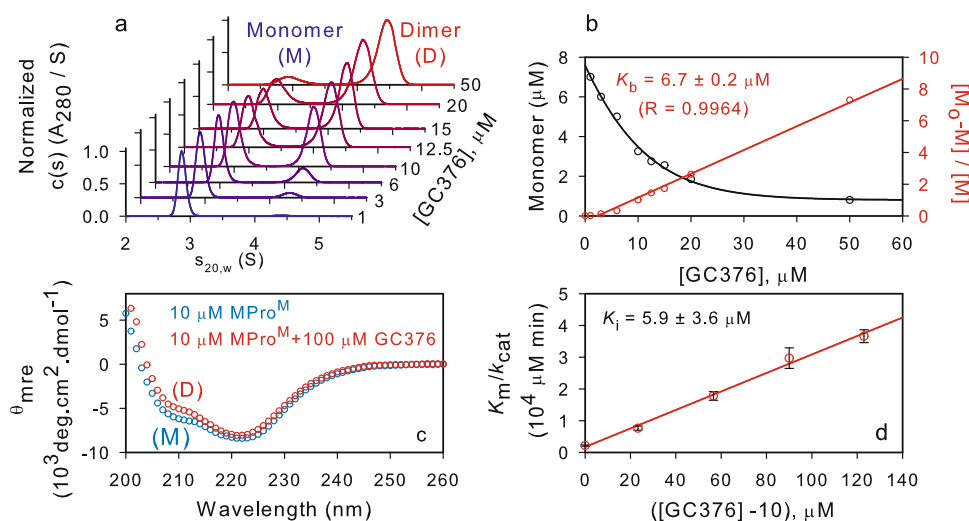 a
Monomer
(M)
Dimer
(D)
Normalized
c(s) (A280 / S)
1.0
0.5
0.0
2
3
4
5
s20,w (S)
50
20
15
12.5
10
6
3
1
[GC376], μM
b
Kb = 6.7 ± 0.2 μM
(R = 0.9964)
Monomer (μM)
8
6
4
2
0
10
8
6
4
2
0
[Mo-M] / [M]
0
10
20
30
40
50
60
[GC376], μM
10 μM MProM
10 μM MProM+100 μM GC376
(D)
(M)
c
θmre
(10³deg.cm².dmol-1)
10
5
0
-5
-10
200
210
220
230
240
250
260
Wavelength (nm)
Ki = 5.9 ± 3.6 μM
d
Km/kcat
(10⁴ μM min)
5
4
3
2
1
0
0
20
40
60
80
100
120
140
([GC376] -10), μM